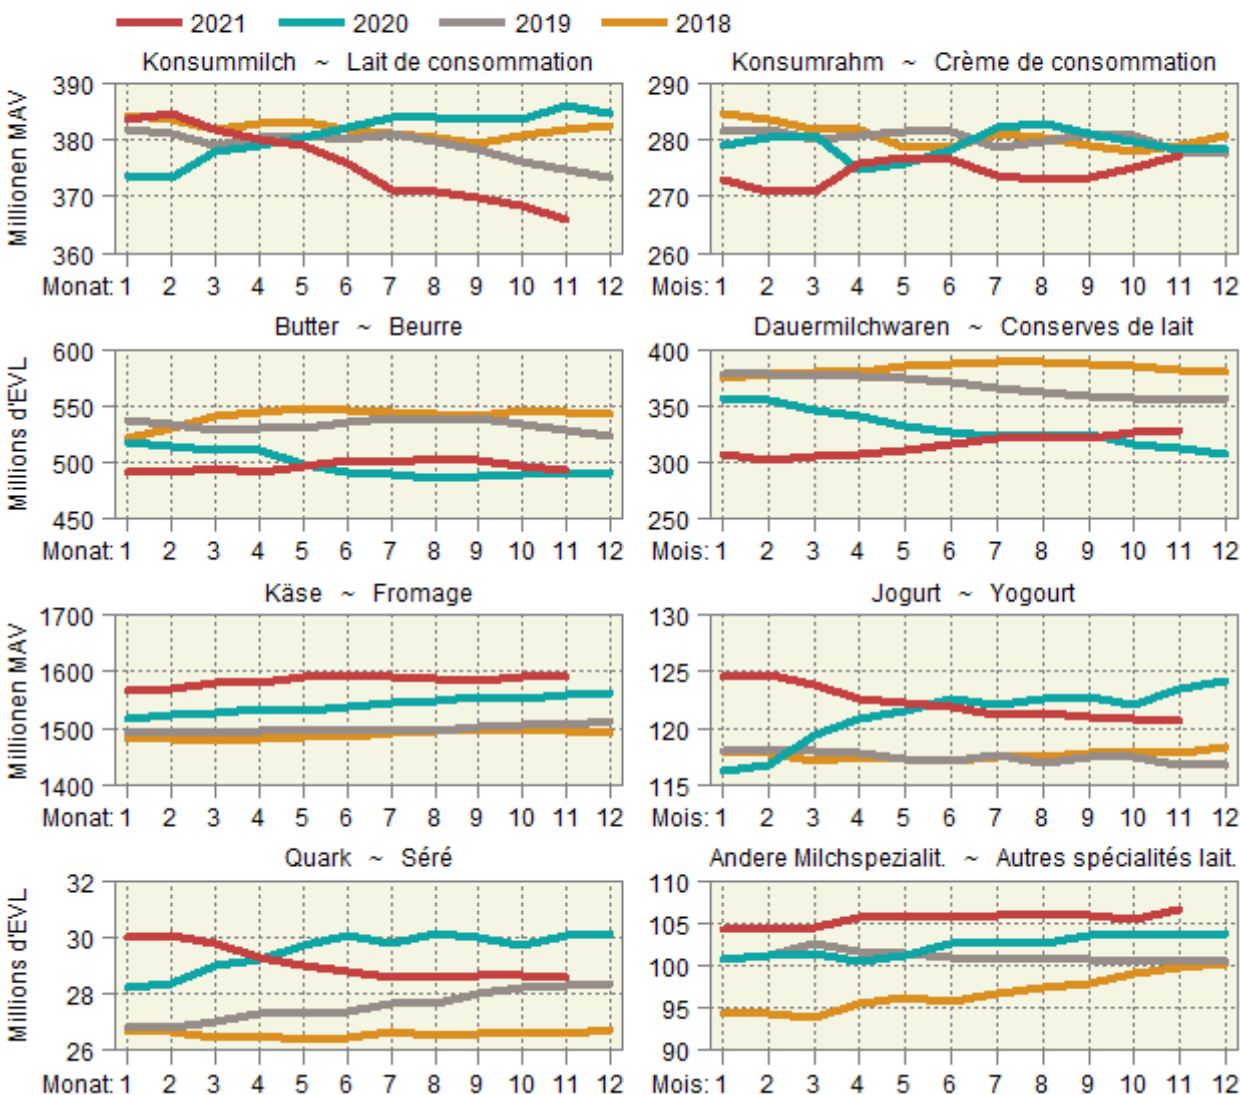 2021 2020 2019 2018
Konsummilch ~ Lait de consommation
Millionen MAV
390
380
370
360
Monat: 1 2 3 4 5 6 7 8 9 10 11 12
Konsumrahm ~ Crème de consommation
290
280
270
260
Mois: 1 2 3 4 5 6 7 8 9 10 11 12
Butter ~ Beurre
Millions d'EVL
600
550
500
450
Monat: 1 2 3 4 5 6 7 8 9 10 11 12
Dauermilchwaren ~ Conserves de lait
400
350
300
250
Mois: 1 2 3 4 5 6 7 8 9 10 11 12
Käse ~ Fromage
Millionen MAV
1700
1600
1500
1400
Monat: 1 2 3 4 5 6 7 8 9 10 11 12
Jogurt ~ Yogourt
130
125
120
115
Mois: 1 2 3 4 5 6 7 8 9 10 11 12
Quark ~ Séré
Millions d'EVL
32
30
28
26
Monat: 1 2 3 4 5 6 7 8 9 10 11 12
Andere Milchspezialit. ~ Autres spécialités lait.
110
105
100
95
90
Mois: 1 2 3 4 5 6 7 8 9 10 11 12